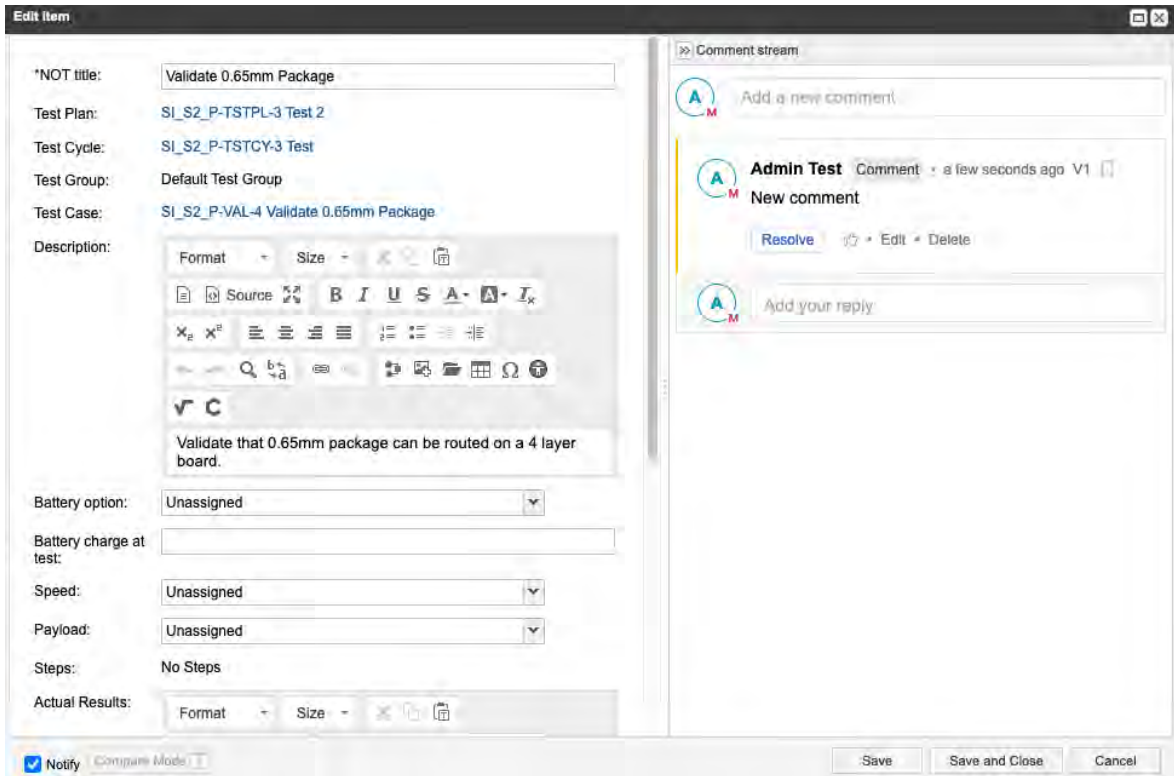 Edit item
*NOT title:
Validate 0.65mm Package
Test Plan:
SI_S2_P-TSTPL-3 Test 2
Test Cycle:
SI_S2_P-TSTCY-3 Test
Test Group:
Default Test Group
Test Case:
SI_S2_P-VAL-4 Validate 0.65mm Package
Description:
Format
Size
Source
B I U S A A Ix
x₂ x²
Ω
√ C
Validate that 0.65mm package can be routed on a 4 layer
board.
Battery option:
Unassigned
Battery charge at
test:
Speed:
Unassigned
Payload:
Unassigned
Steps:
No Steps
Actual Results:
Format
Size
Notify
Compare Mode
Save
Save and Close
Cancel
Comment stream
A M
Add a new comment
A M
Admin Test Comment • a few seconds ago V1
New comment
Resolve • Edit • Delete
A M
Add your reply